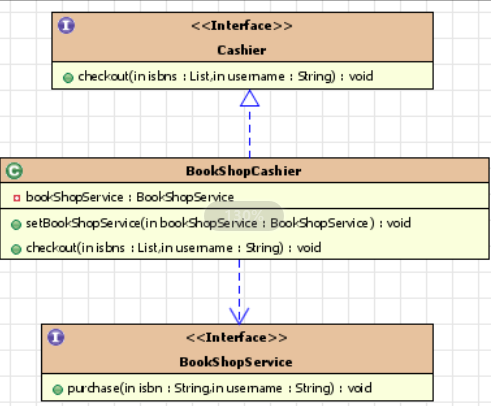 I
<<Interface>>
Cashier
checkout(in isbns : List,in username : String) : void
C
BookShopCashier
bookShopService : BookShopService
setBookShopService(in bookShopService : BookShopService) : void
checkout(in isbns : List,in username : String) : void
I
<<Interface>>
BookShopService
purchase(in isbn : String,in username : String) : void